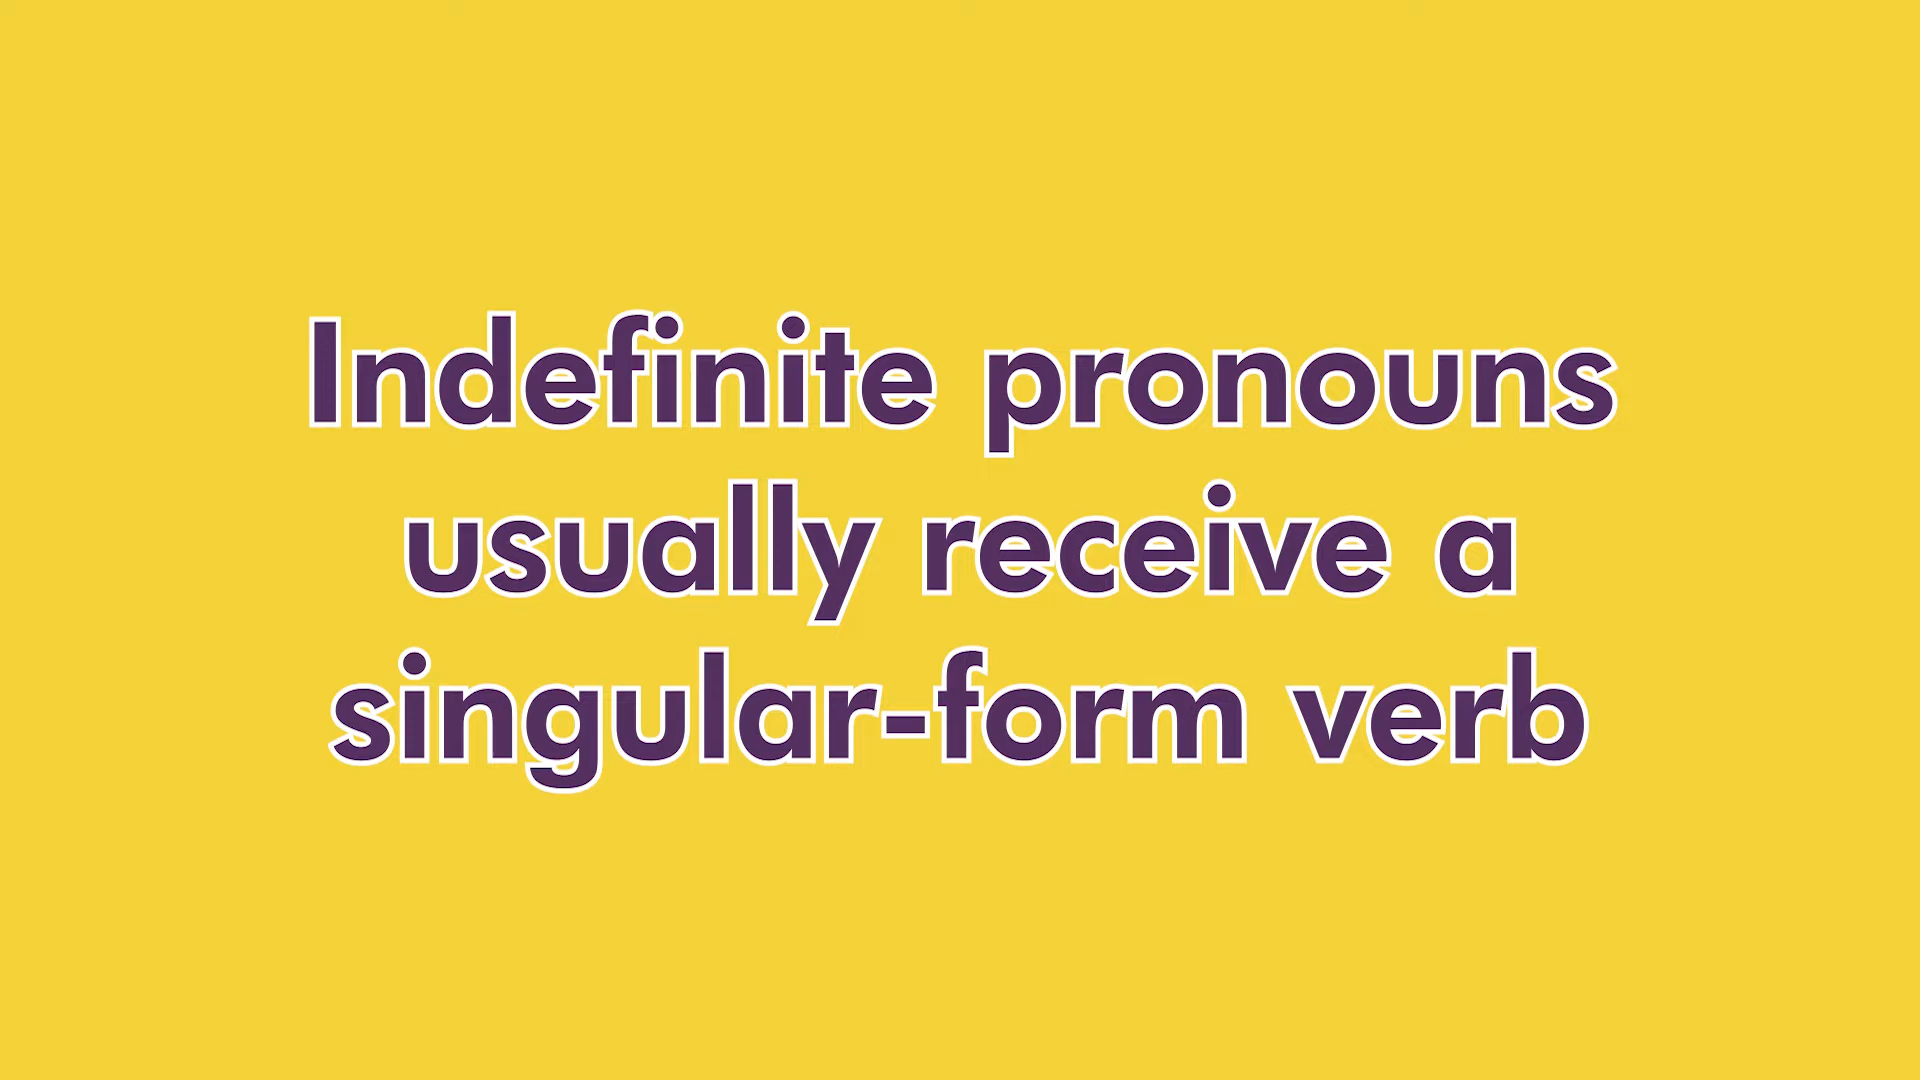 Indefinite pronouns
usually receive a
singular-form verb